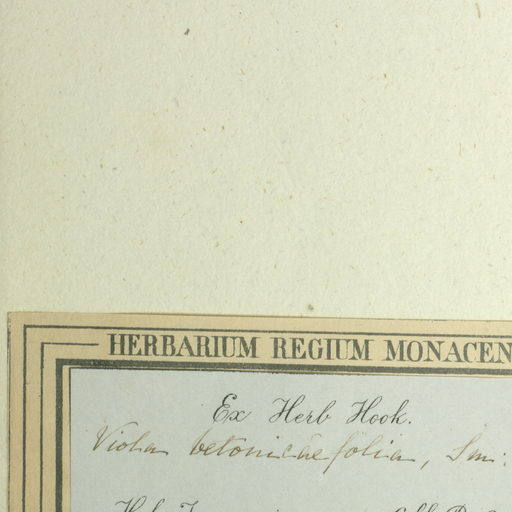 HERBARIUM REGIUM MONACEN
Ex Herb Hook.
Viola betonicaefolia, Sm: